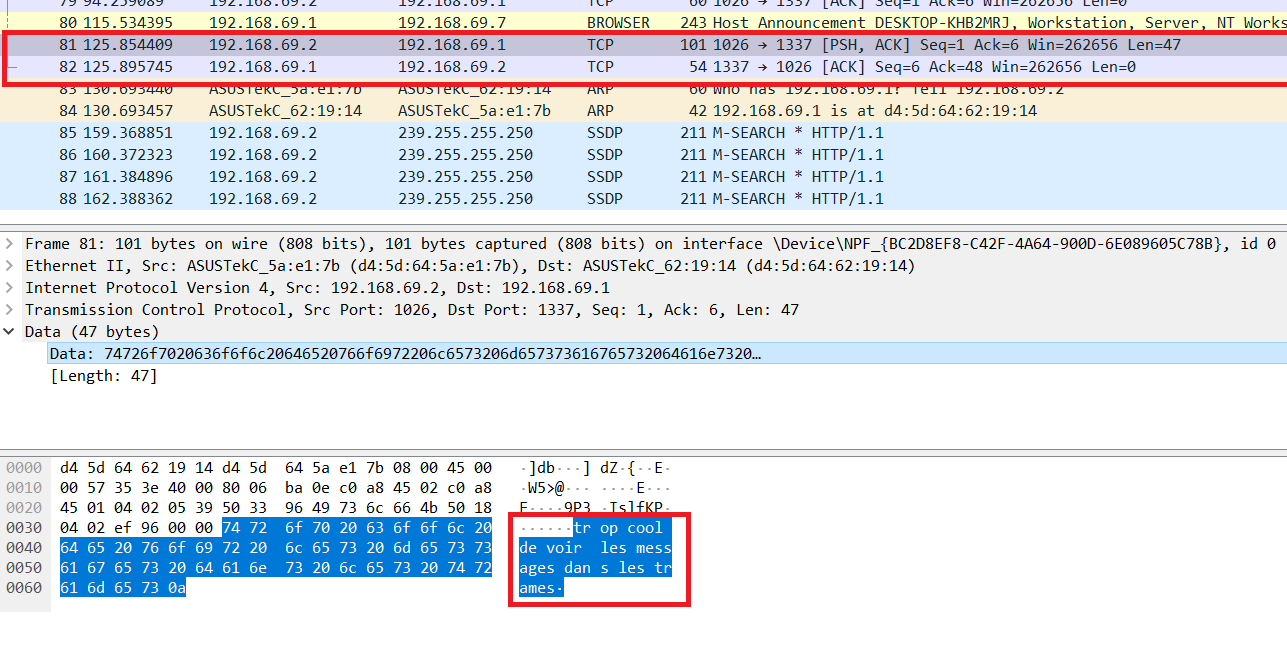 79 94.259089 192.168.69.2 192.168.69.1 TCP 60 1026 → 1337 [ACK] Seq=1 Ack=6 Win=262656 Len=0
80 115.534395 192.168.69.1 192.168.69.7 BROWSER 243 Host Announcement DESKTOP-KHB2MRJ, Workstation, Server, NT Works
81 125.854409 192.168.69.2 192.168.69.1 TCP 101 1026 → 1337 [PSH, ACK] Seq=1 Ack=6 Win=262656 Len=47
82 125.895745 192.168.69.1 192.168.69.2 TCP 54 1337 → 1026 [ACK] Seq=6 Ack=48 Win=262656 Len=0
83 130.693440 ASUSTekC_5a:e1:7b ASUSTekC_62:19:14 ARP 60 Who has 192.168.69.1? Tell 192.168.69.2
84 130.693457 ASUSTekC_62:19:14 ASUSTekC_5a:e1:7b ARP 42 192.168.69.1 is at d4:5d:64:62:19:14
85 159.368851 192.168.69.2 239.255.255.250 SSDP 211 M-SEARCH * HTTP/1.1
86 160.372323 192.168.69.2 239.255.255.250 SSDP 211 M-SEARCH * HTTP/1.1
87 161.384896 192.168.69.2 239.255.255.250 SSDP 211 M-SEARCH * HTTP/1.1
88 162.388362 192.168.69.2 239.255.255.250 SSDP 211 M-SEARCH * HTTP/1.1
Frame 81: 101 bytes on wire (808 bits), 101 bytes captured (808 bits) on interface \Device\NPF_{BC2D8EF8-C42F-4A64-900D-6E089605C78B}, id 0
Ethernet II, Src: ASUSTekC_5a:e1:7b (d4:5d:64:5a:e1:7b), Dst: ASUSTekC_62:19:14 (d4:5d:64:62:19:14)
Internet Protocol Version 4, Src: 192.168.69.2, Dst: 192.168.69.1
Transmission Control Protocol, Src Port: 1026, Dst Port: 1337, Seq: 1, Ack: 6, Len: 47
Data (47 bytes)
Data: 74726f7020636f6f6c20646520766f6972206c6573206d657373616765732064616e7320…
[Length: 47]
0000 d4 5d 64 62 19 14 d4 5d 64 5a e1 7b 08 00 45 00 ·]db···] dZ·{··E·
0010 00 57 35 3e 40 00 80 06 ba 0e c0 a8 45 02 c0 a8 ·W5>@··· ····E···
0020 45 01 04 02 05 39 50 33 96 49 73 6c 66 4b 50 18 E····9P3 ·IslfKP·
0030 04 02 ef 96 00 00 74 72 6f 70 20 63 6f 6f 6c 20 ······tr op cool
0040 64 65 20 76 6f 69 72 20 6c 65 73 20 6d 65 73 73 de voir les mess
0050 61 67 65 73 20 64 61 6e 73 20 6c 65 73 20 74 72 ages dan s les tr
0060 61 6d 65 73 0a ames·